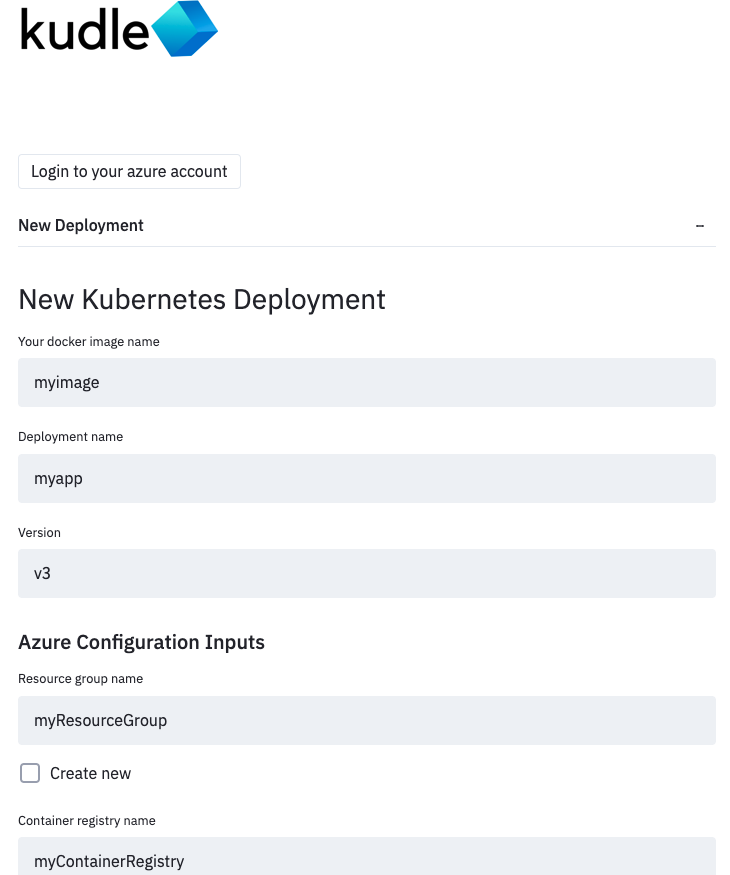 kudle
Login to your azure account
New Deployment
New Kubernetes Deployment
Your docker image name
myimage
Deployment name
myapp
Version
v3
Azure Configuration Inputs
Resource group name
myResourceGroup
Create new
Container registry name
myContainerRegistry